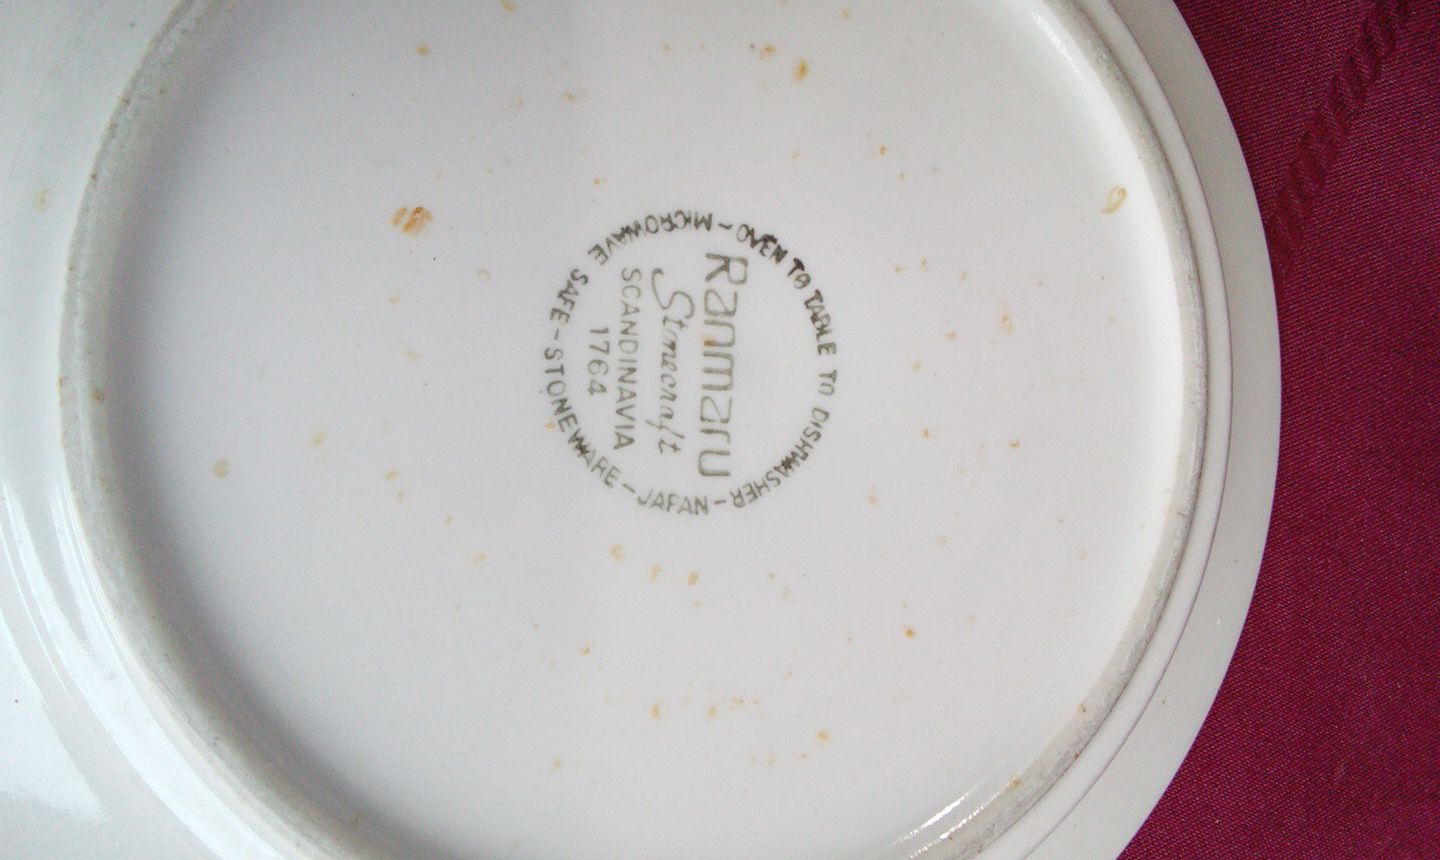 Ranmaru
Stonecraft
SCANDINAVIA
1764
OVEN TO TABLE TO DISHWASHER - JAPAN - STONEWARE - MICROWAVE SAFE -